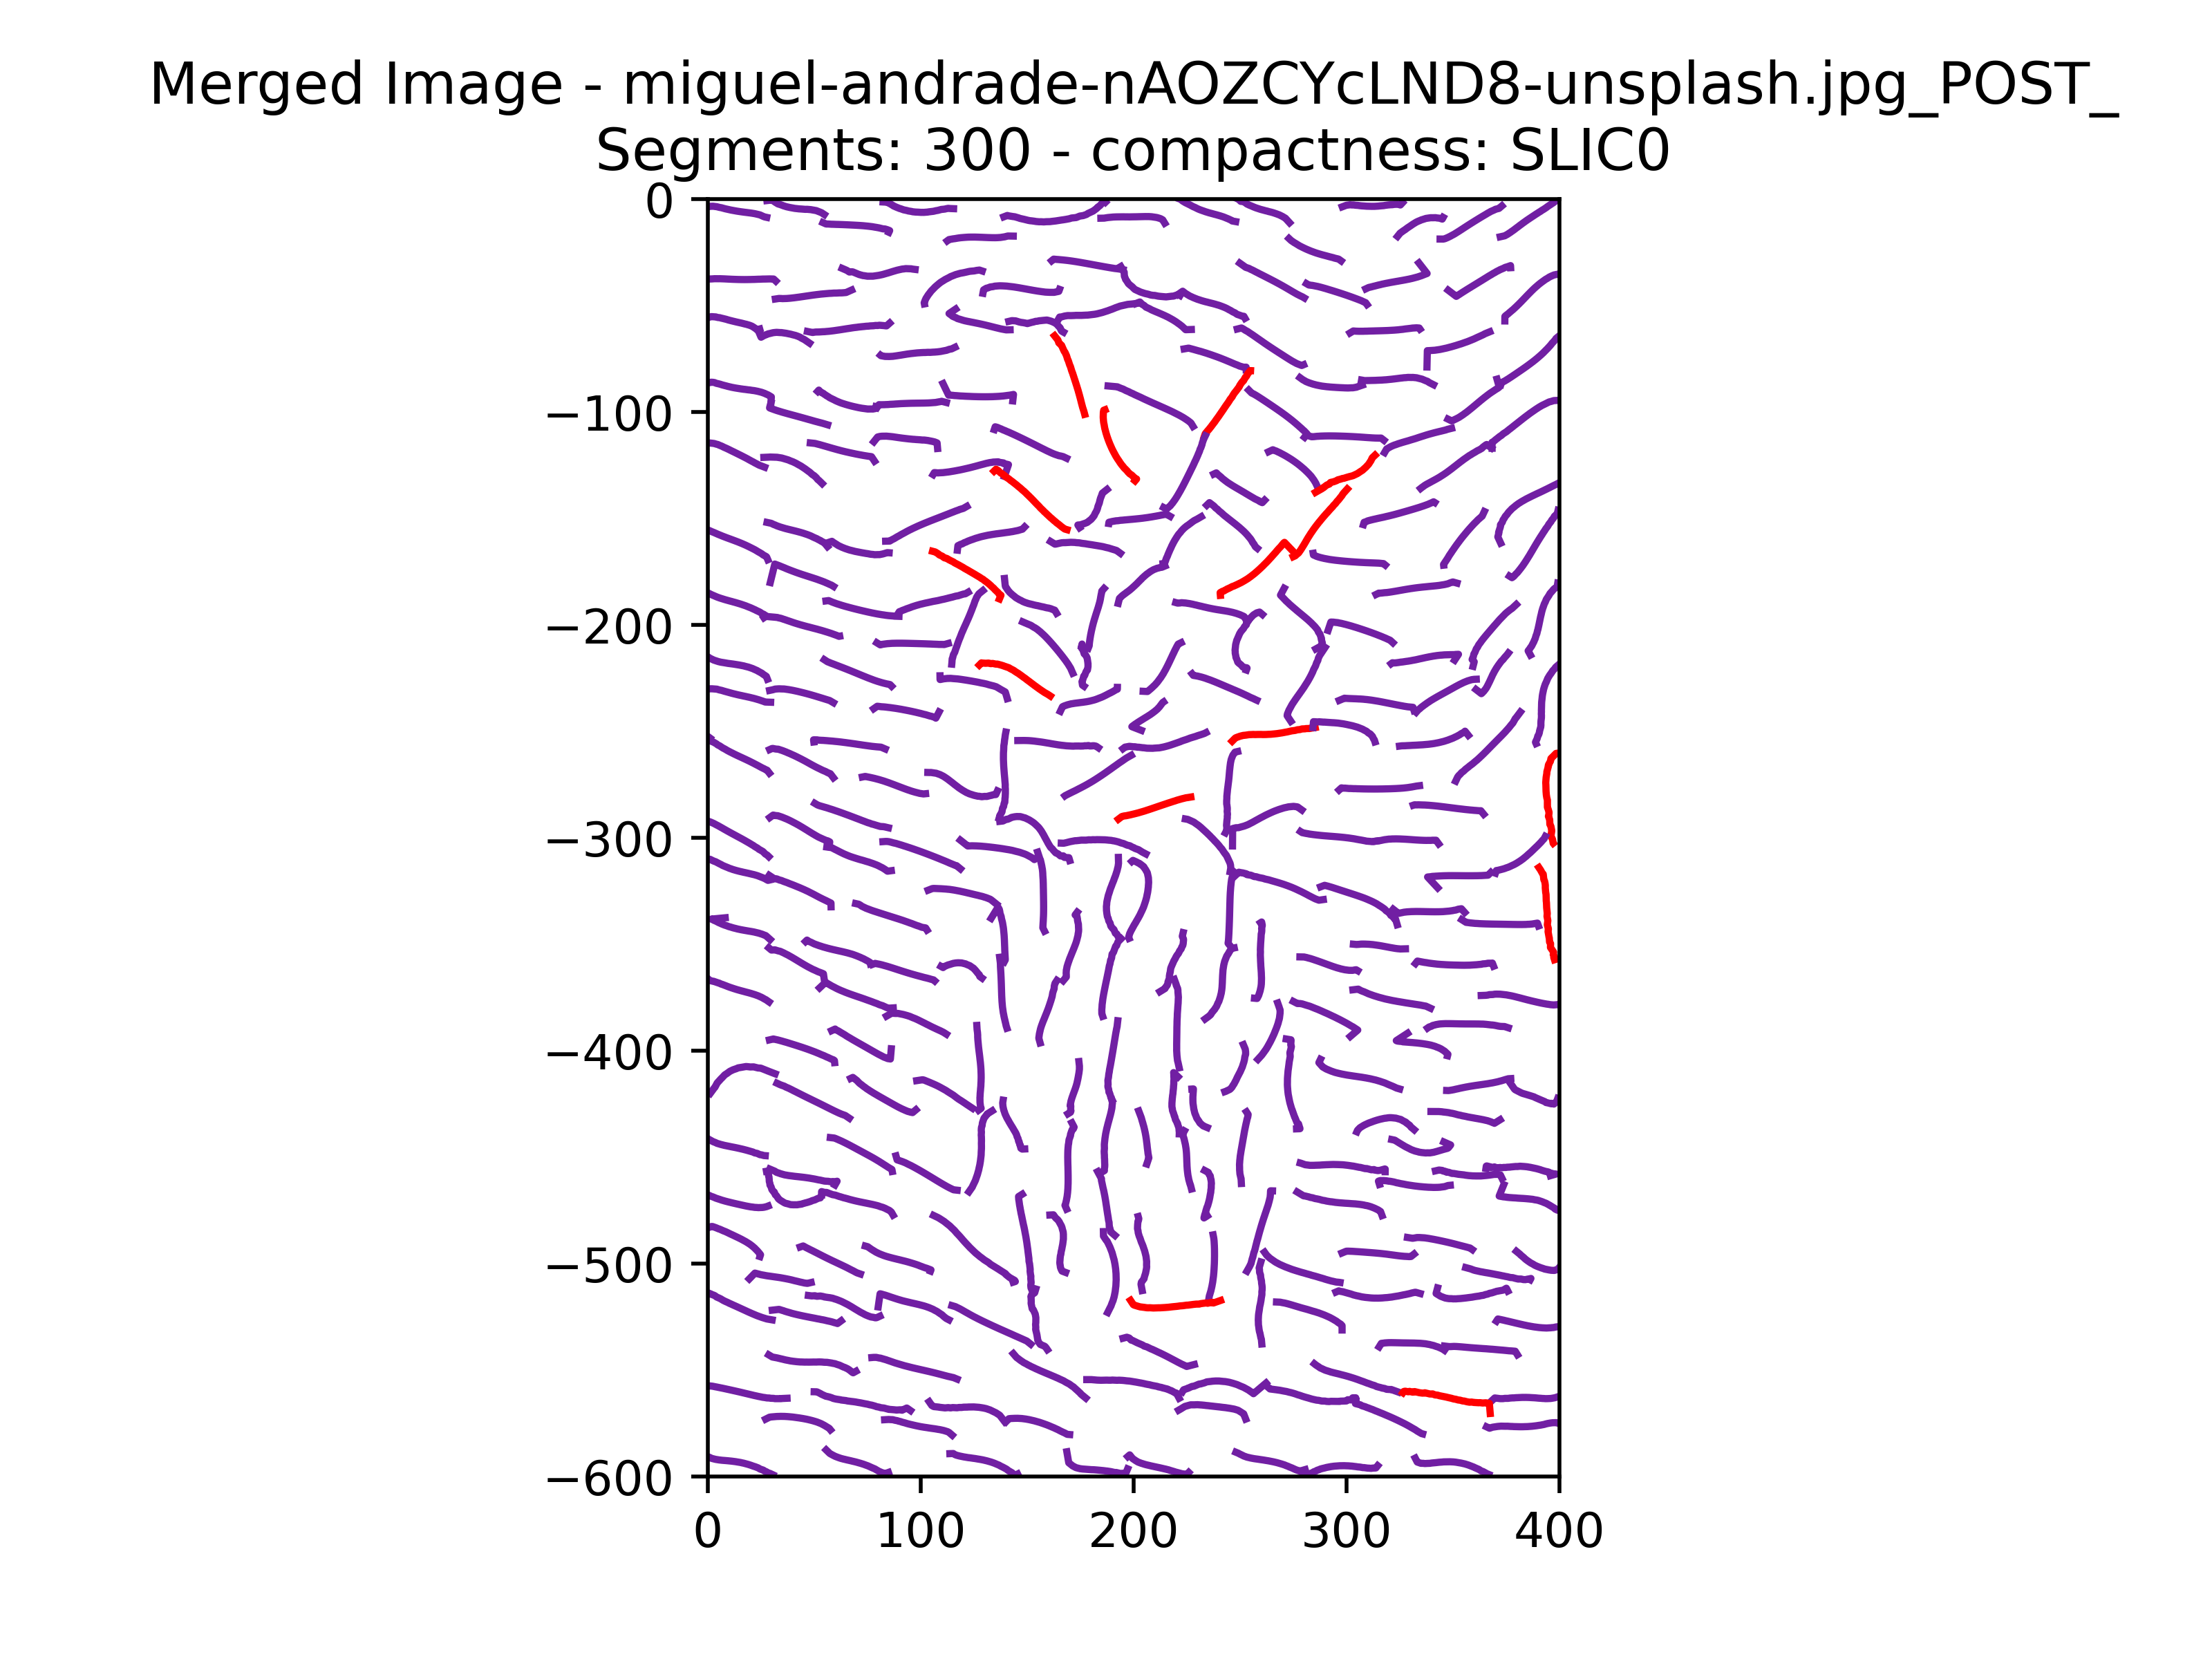 Merged Image - miguel-andrade-nAOZCYcLND8-unsplash.jpg_POST_
Segments: 300 - compactness: SLIC0
0
−100
−200
−300
−400
−500
−600
0 100 200 300 400